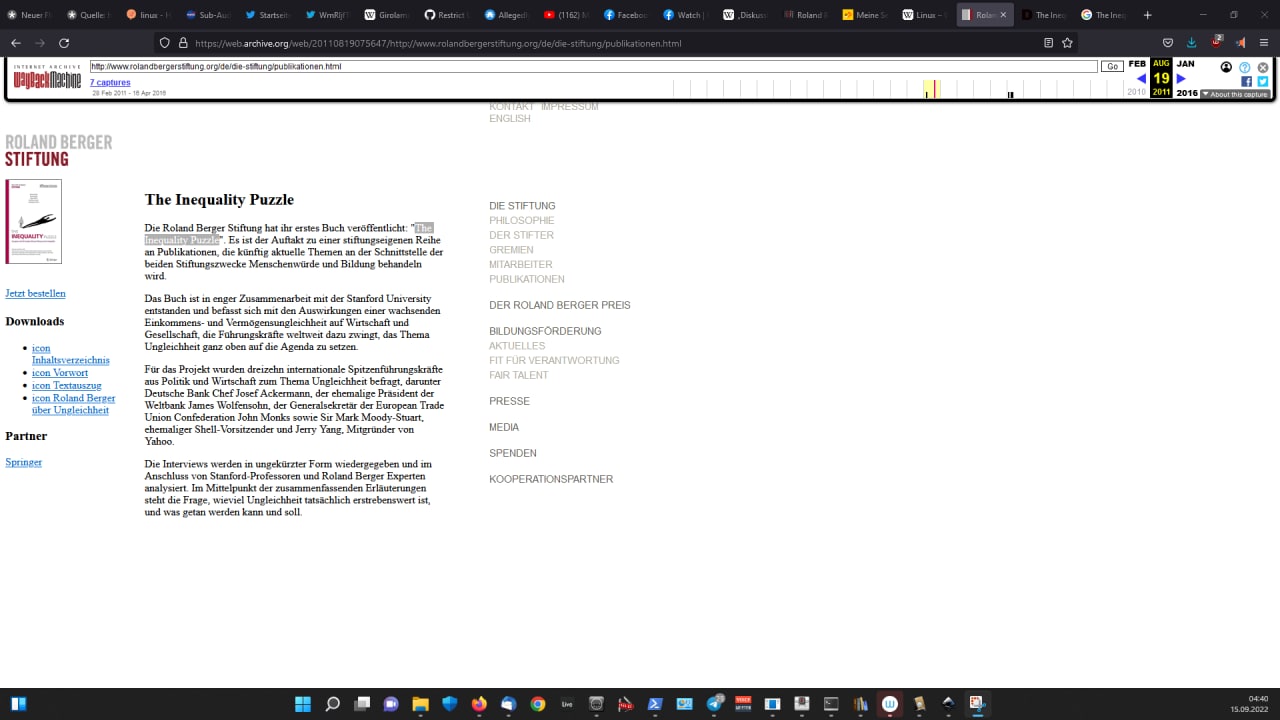 Neuer F
Quelle: 
linux - H
Sub-Aud
Startseite
WmRljfF
Girolam
Restrict 
Allegedl
(1162) M
Faceboo
Watch |
„Diskuss
Roland B
Meine S
Linux –
Rolan
The Ineq
The Ineq
https://web.archive.org/web/20110819075647/http://www.rolandbergerstiftung.org/de/die-stiftung/publikationen.html
INTERNET ARCHIVE
WayBackMachine
http://www.rolandbergerstiftung.org/de/die-stiftung/publikationen.html
Go
FEB AUG JAN
7 captures
19
28 Feb 2011 - 16 Apr 2016
2010 2011 2016
About this capture
KONTAKT IMPRESSUM
ENGLISH
ROLAND BERGER
STIFTUNG
INEQUALITY PUZZLE
Jetzt bestellen
Downloads
icon
Inhaltsverzeichnis
icon Vorwort
icon Textauszug
icon Roland Berger
über Ungleichheit
Partner
Springer
The Inequality Puzzle
Die Roland Berger Stiftung hat ihr erstes Buch veröffentlicht: "The
Inequality Puzzle". Es ist der Auftakt zu einer stiftungseigenen Reihe
an Publikationen, die künftig aktuelle Themen an der Schnittstelle der
beiden Stiftungszwecke Menschenwürde und Bildung behandeln
wird.
Das Buch ist in enger Zusammenarbeit mit der Stanford University
entstanden und befasst sich mit den Auswirkungen einer wachsenden
Einkommens- und Vermögensungleichheit auf Wirtschaft und
Gesellschaft, die Führungskräfte weltweit dazu zwingt, das Thema
Ungleichheit ganz oben auf die Agenda zu setzen.
Für das Projekt wurden dreizehn internationale Spitzenführungskräfte
aus Politik und Wirtschaft zum Thema Ungleichheit befragt, darunter
Deutsche Bank Chef Josef Ackermann, der ehemalige Präsident der
Weltbank James Wolfensohn, der Generalsekretär der European Trade
Union Confederation John Monks sowie Sir Mark Moody-Stuart,
ehemaliger Shell-Vorsitzender und Jerry Yang, Mitgründer von
Yahoo.
Die Interviews werden in ungekürzter Form wiedergegeben und im
Anschluss von Stanford-Professoren und Roland Berger Experten
analysiert. Im Mittelpunkt der zusammenfassenden Erläuterungen
steht die Frage, wieviel Ungleichheit tatsächlich erstrebenswert ist,
und was getan werden kann und soll.
DIE STIFTUNG
PHILOSOPHIE
DER STIFTER
GREMIEN
MITARBEITER
PUBLIKATIONEN
DER ROLAND BERGER PREIS
BILDUNGSFÖRDERUNG
AKTUELLES
FIT FÜR VERANTWORTUNG
FAIR TALENT
PRESSE
MEDIA
SPENDEN
KOOPERATIONSPARTNER
Live
04:40
15.09.2022